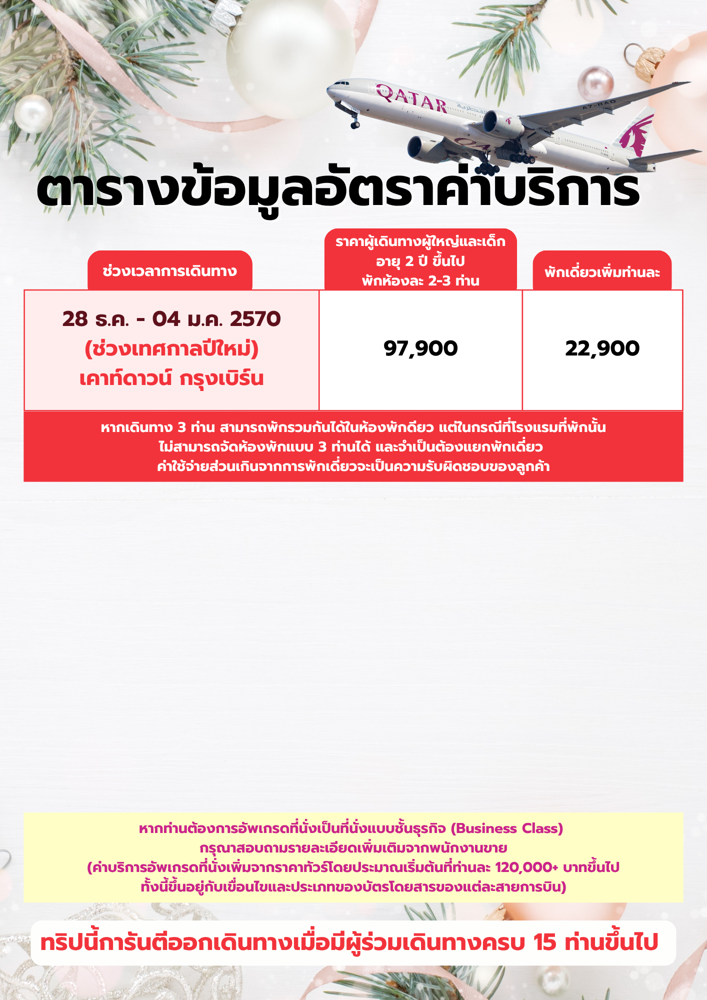 QATAR
القطرية
A7-BAQ
ตารางข้อมูลอัตราค่าบริการ
ช่วงเวลาการเดินทาง
ราคาผู้เดินทางผู้ใหญ่และเด็ก
อายุ 2 ปี ขึ้นไป
พักห้องละ 2-3 ท่าน
พักเดี่ยวเพิ่มท่านละ
28 ธ.ค. - 04 ม.ค. 2570
(ช่วงเทศกาลปีใหม่)
เคาท์ดาวน์ กรุงเบิร์น
97,900
22,900
หากเดินทาง 3 ท่าน สามารถพักรวมกันได้ในห้องพักดียว แต่ในกรณีที่โรงแรมที่พักนั้น
ไม่สามารถจัดห้องพักแบบ 3 ท่านได้ และจำเป็นต้องแยกพักเดี่ยว
ค่าใช้จ่ายส่วนเกินจากการพักเดี่ยวจะเป็นความรับผิดชอบของลูกค้า
หากท่านต้องการอัพเกรดที่นั่งเป็นที่นั่งแบบชั้นธุรกิจ (Business Class)
กรุณาสอบถามรายละเอียดเพิ่มเติมจากพนักงานขาย
(ค่าบริการอัพเกรดที่นั่งเพิ่มจากราคาทัวร์โดยประมาณเริ่มต้นที่ท่านละ 120,000+ บาทขึ้นไป
ทั้งนี้ขึ้นอยู่กับเขื่อนไขและประเภทของบัตรโดยสารของแต่ละสายการบิน)
ทริปนี้การันตีออกเดินทางเมื่อมีผู้ร่วมเดินทางครบ 15 ท่านขึ้นไป